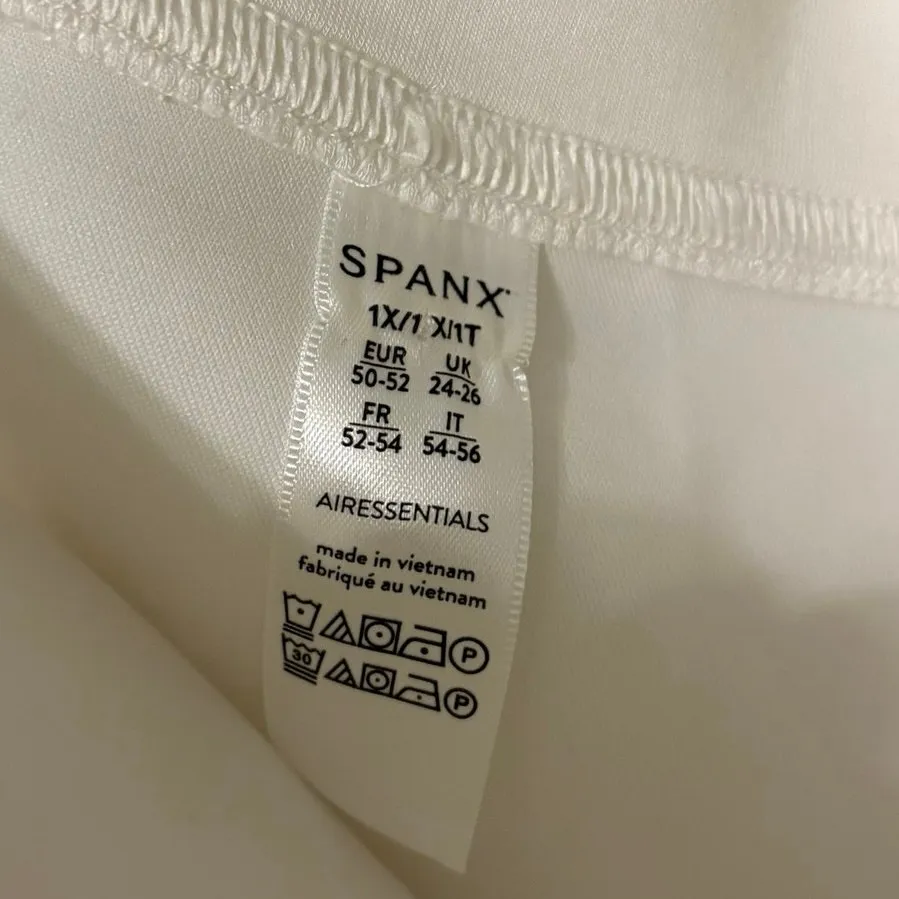 SPANX
1X/1 X/1T
EUR UK
50-52 24-26
FR IT
52-54 54-56
AIRESSENTIALS
made in vietnam
fabriqué au vietnam
P
30 P